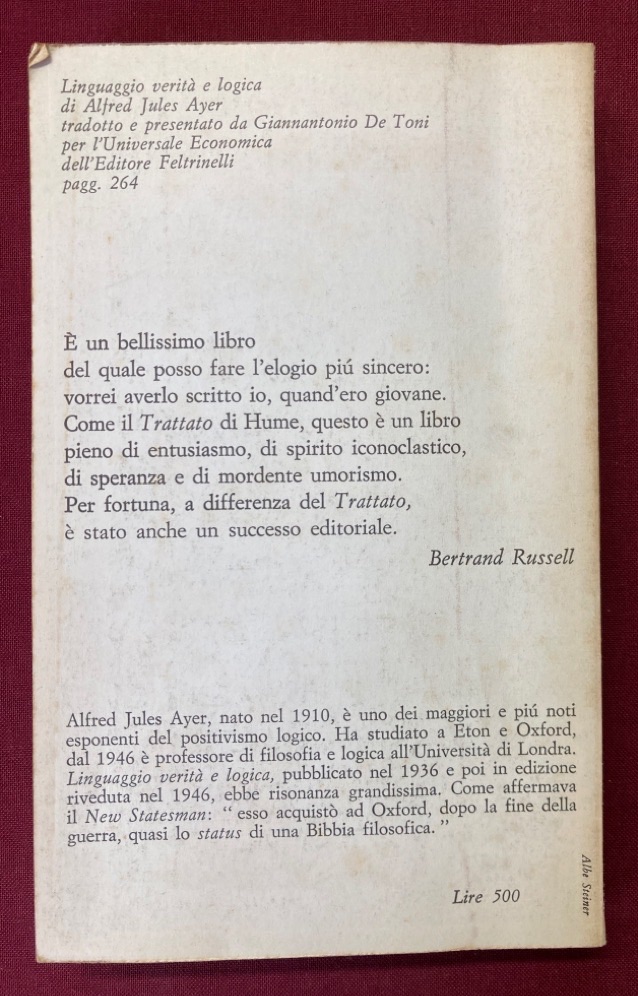 Linguaggio verità e logica
di Alfred Jules Ayer
tradotto e presentato da Giannantonio De Toni
per l'Universale Economica
dell'Editore Feltrinelli
pagg. 264
È un bellissimo libro
del quale posso fare l'elogio piú sincero:
vorrei averlo scritto io, quand'ero giovane.
Come il Trattato di Hume, questo è un libro
pieno di entusiasmo, di spirito iconoclastico,
di speranza e di mordente umorismo.
Per fortuna, a differenza del Trattato,
è stato anche un successo editoriale.
Bertrand Russell
Alfred Jules Ayer, nato nel 1910, è uno dei maggiori e piú noti
esponenti del positivismo logico. Ha studiato a Eton e Oxford,
dal 1946 è professore di filosofia e logica all'Università di Londra.
Linguaggio verità e logica, pubblicato nel 1936 e poi in edizione
riveduta nel 1946, ebbe risonanza grandissima. Come affermava
il New Statesman: “ esso acquistò ad Oxford, dopo la fine della
guerra, quasi lo status di una Bibbia filosofica. ”
Lire 500
Albe Steiner